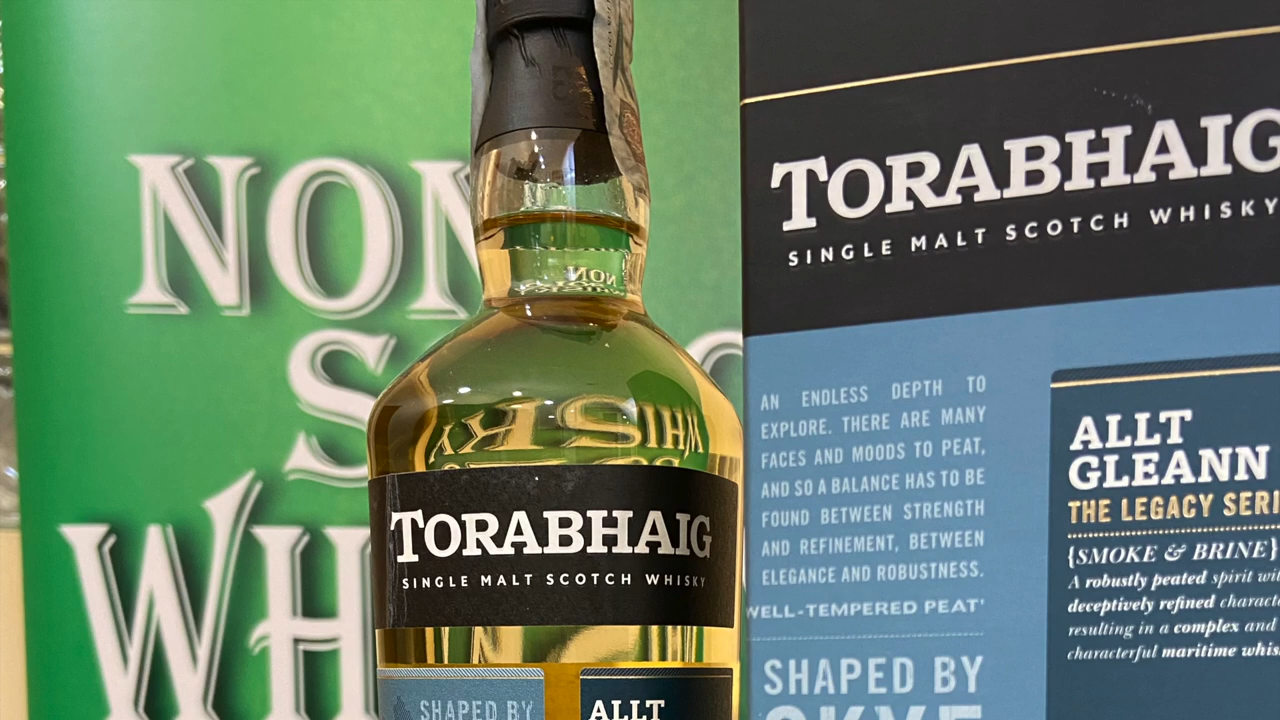 NON
S
WH
TORABHAIG
SINGLE MALT SCOTCH WHISKY
SHAPED BY
ALLT
TORABHAIG
SINGLE MALT SCOTCH WHISKY
AN ENDLESS DEPTH TO
EXPLORE. THERE ARE MANY
FACES AND MOODS TO PEAT,
AND SO A BALANCE HAS TO BE
FOUND BETWEEN STRENGTH
AND REFINEMENT, BETWEEN
ELEGANCE AND ROBUSTNESS.
WELL-TEMPERED PEAT'
SHAPED BY
SKYE
ALLT
GLEANN
THE LEGACY SERI
{SMOKE & BRINE}
A robustly peated spirit wi
deceptively refined charact
resulting in a complex and
characterful maritime whis